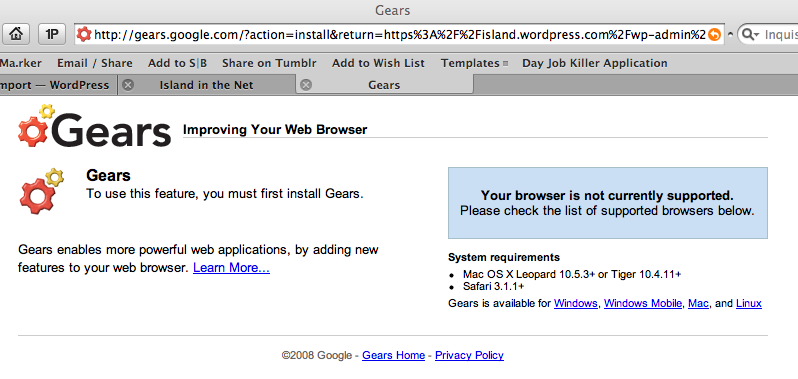 Gears
1P
http://gears.google.com/?action=install&return=https%3A%2F%2Fisland.wordpress.com%2Fwp-admin%2
Inquis
Ma.rker Email / Share Add to S|B Share on Tumblr Add to Wish List Templates Day Job Killer Application
mport — WordPress Island in the Net Gears
Gears Improving Your Web Browser
Gears
To use this feature, you must first install Gears.
Your browser is not currently supported.
Please check the list of supported browsers below.
Gears enables more powerful web applications, by adding new
features to your web browser. Learn More...
System requirements
Mac OS X Leopard 10.5.3+ or Tiger 10.4.11+
Safari 3.1.1+
Gears is available for Windows, Windows Mobile, Mac, and Linux
©2008 Google - Gears Home - Privacy Policy